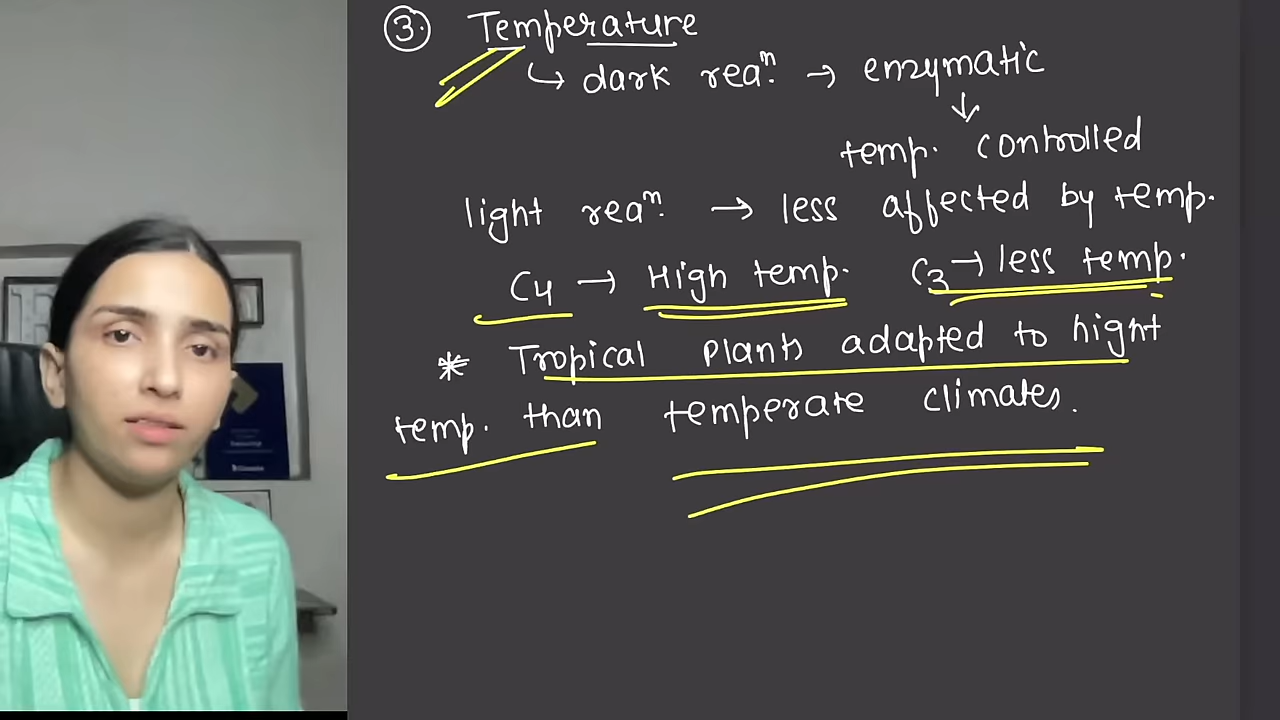 3. Temperature
↳ dark reaⁿ. → enzymatic
↓
temp. controlled
light reaⁿ. → less affected by temp.
C4 → High temp. C3 → less temp.
* Tropical plants adapted to hight
temp. than temperate climates.